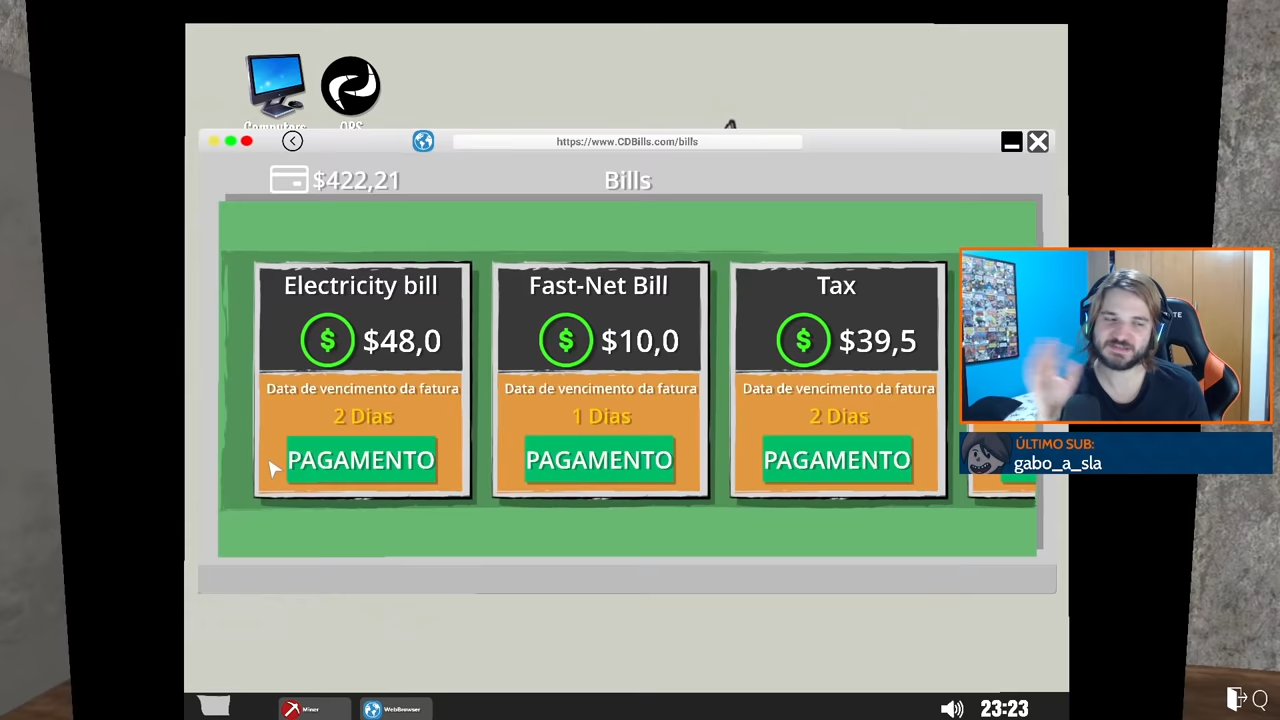 Computers
OPS
https://www.CDBills.com/bills
$422,21
Bills
Electricity bill
$48,0
Data de vencimento da fatura
2 Dias
PAGAMENTO
Fast-Net Bill
$10,0
Data de vencimento da fatura
1 Dias
PAGAMENTO
Tax
$39,5
Data de vencimento da fatura
2 Dias
PAGAMENTO
ÚLTIMO SUB:
gabo_a_sla
Miner
WebBrowser
23:23
Q